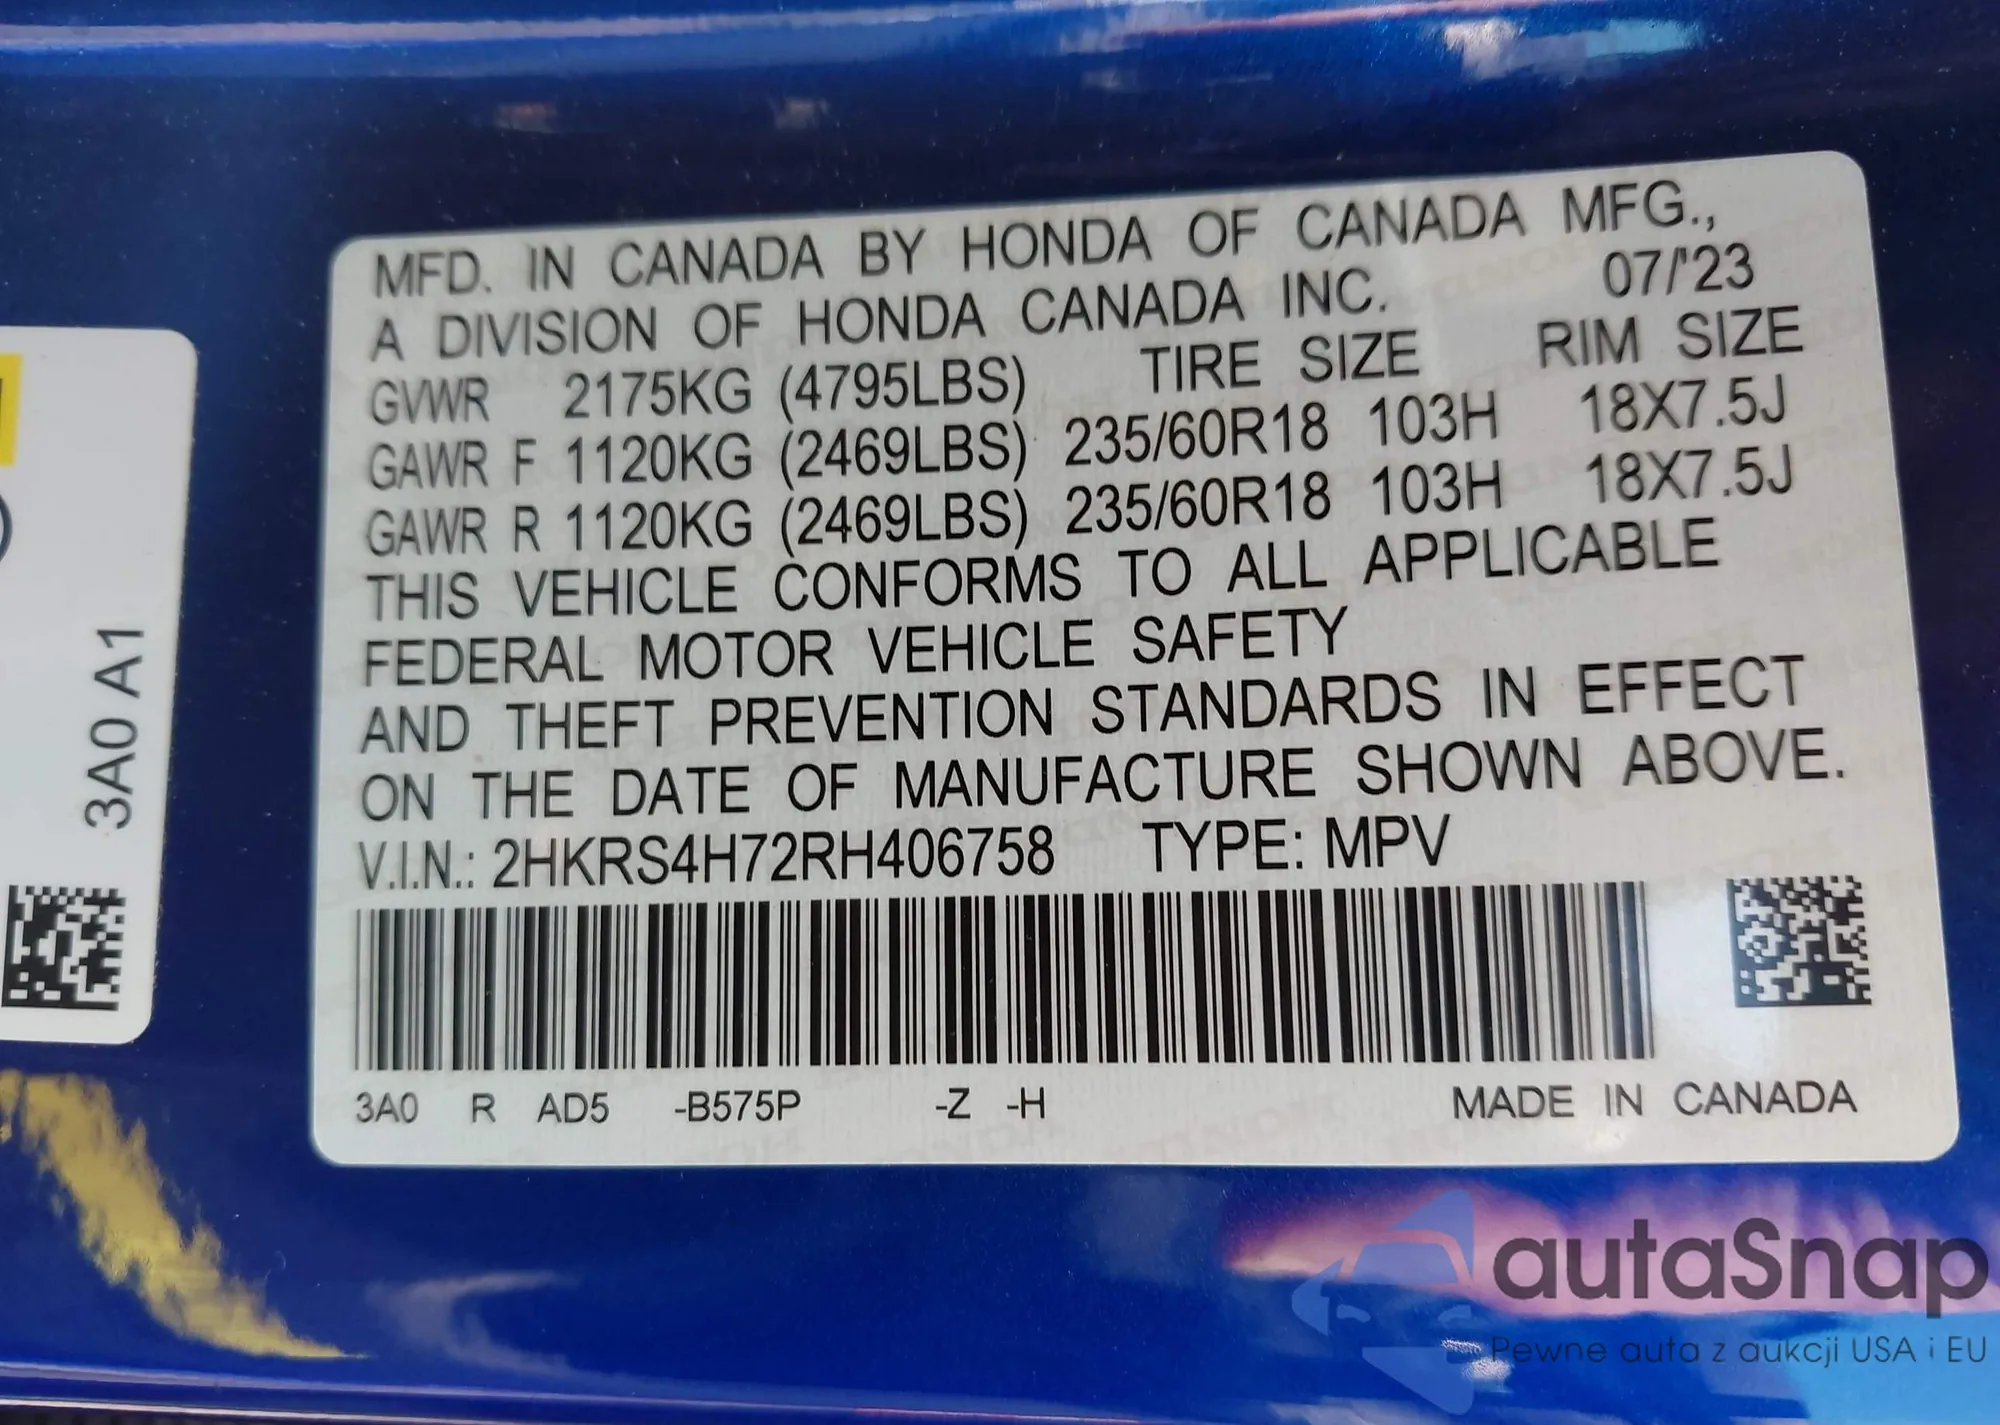 MFD. IN CANADA BY HONDA OF CANADA MFG.,
A DIVISION OF HONDA CANADA INC. 07/'23
GVWR 2175KG (4795LBS) TIRE SIZE RIM SIZE
GAWR F 1120KG (2469LBS) 235/60R18 103H 18X7.5J
GAWR R 1120KG (2469LBS) 235/60R18 103H 18X7.5J
THIS VEHICLE CONFORMS TO ALL APPLICABLE
FEDERAL MOTOR VEHICLE SAFETY
AND THEFT PREVENTION STANDARDS IN EFFECT
ON THE DATE OF MANUFACTURE SHOWN ABOVE.
V.I.N.: 2HKRS4H72RH406758 TYPE: MPV
3A0 R AD5 -B575P -Z -H MADE IN CANADA
3A0 A1
autaSnap
Pewne auta z aukcji USA i EU